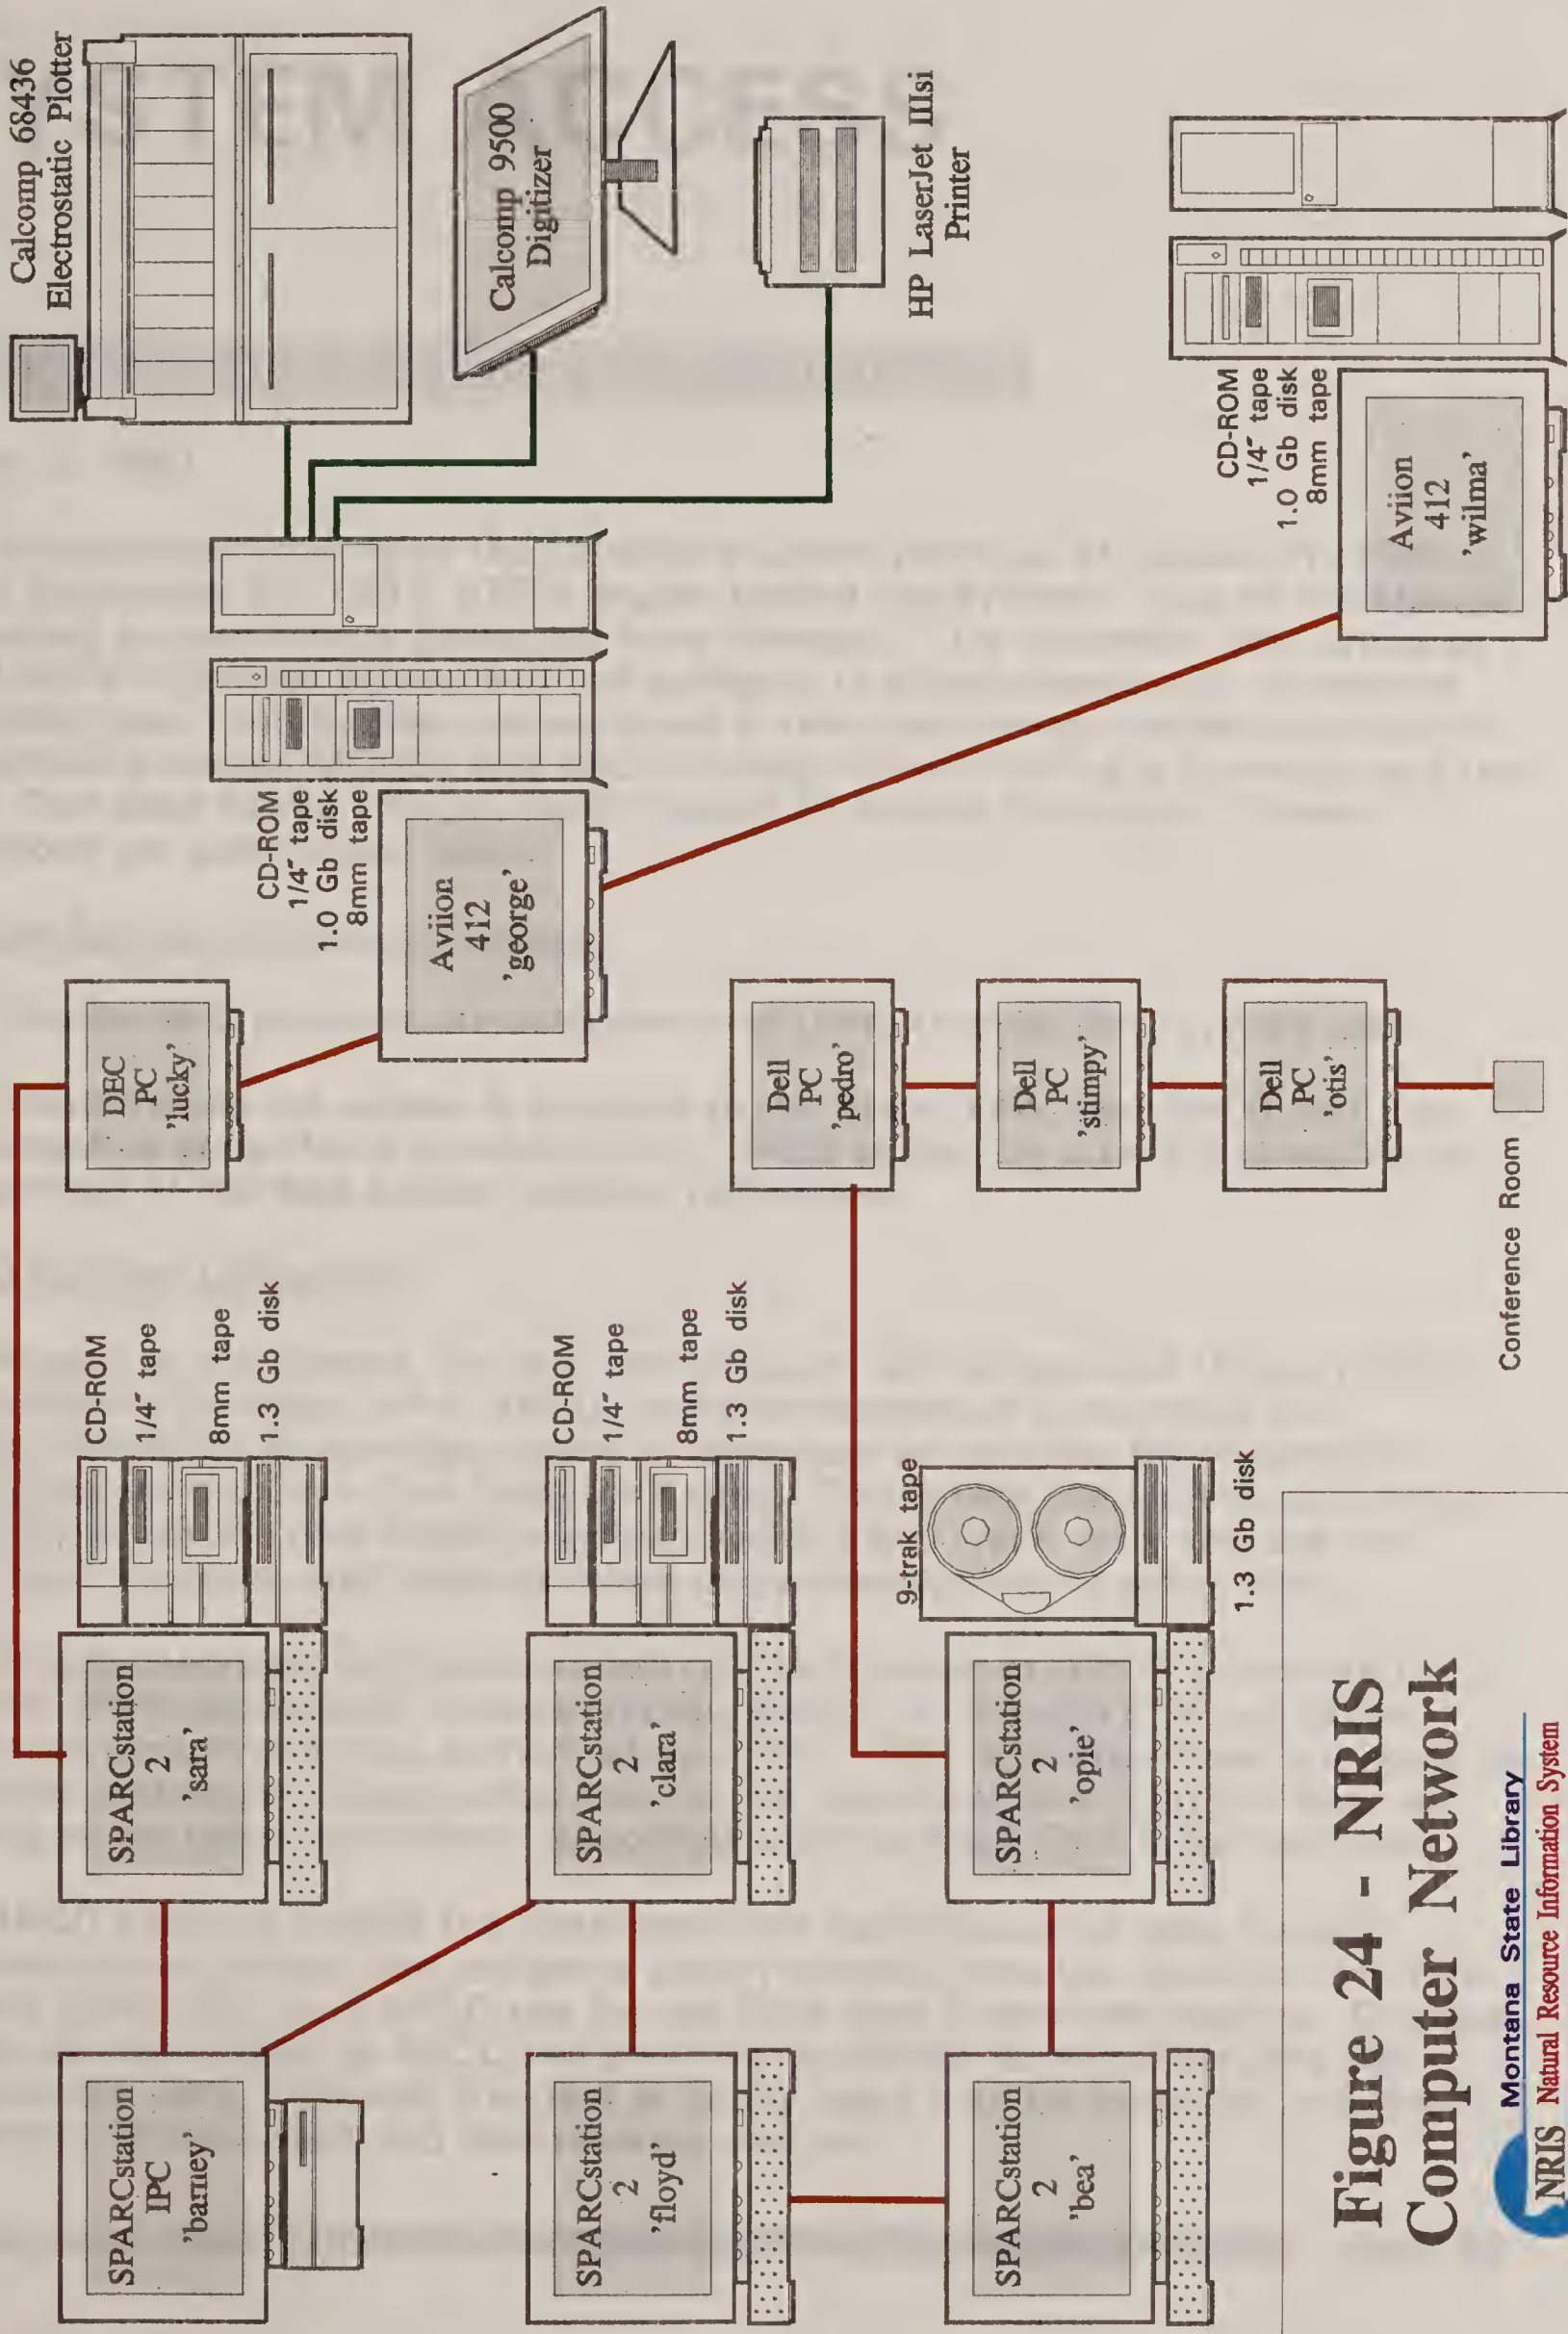 SPARCstation
IPC
'barney'
SPARCstation
2
'sara'
CD-ROM
1/4" tape
8mm tape
1.3 Gb disk
DEC
PC
'lucky'
Calcomp 68436
Electrostatic Plotter
CD-ROM
1/4" tape
1.0 Gb disk
8mm tape
Aviion
412
'george'
Calcomp 9500
Digitizer
SPARCstation
2
'floyd'
SPARCstation
2
'clara'
CD-ROM
1/4" tape
8mm tape
1.3 Gb disk
Dell
PC
'pedro'
HP LaserJet IIIsi
Printer
SPARCstation
2
'bea'
SPARCstation
2
'opie'
9-trak tape
1.3 Gb disk
Dell
PC
'stimpy'
Dell
PC
'otis'
CD-ROM
1/4" tape
1.0 Gb disk
8mm tape
Aviion
412
'wilma'
Conference Room
Figure 24 - NRIS
Computer Network
Montana State Library
NRIS Natural Resource Information System